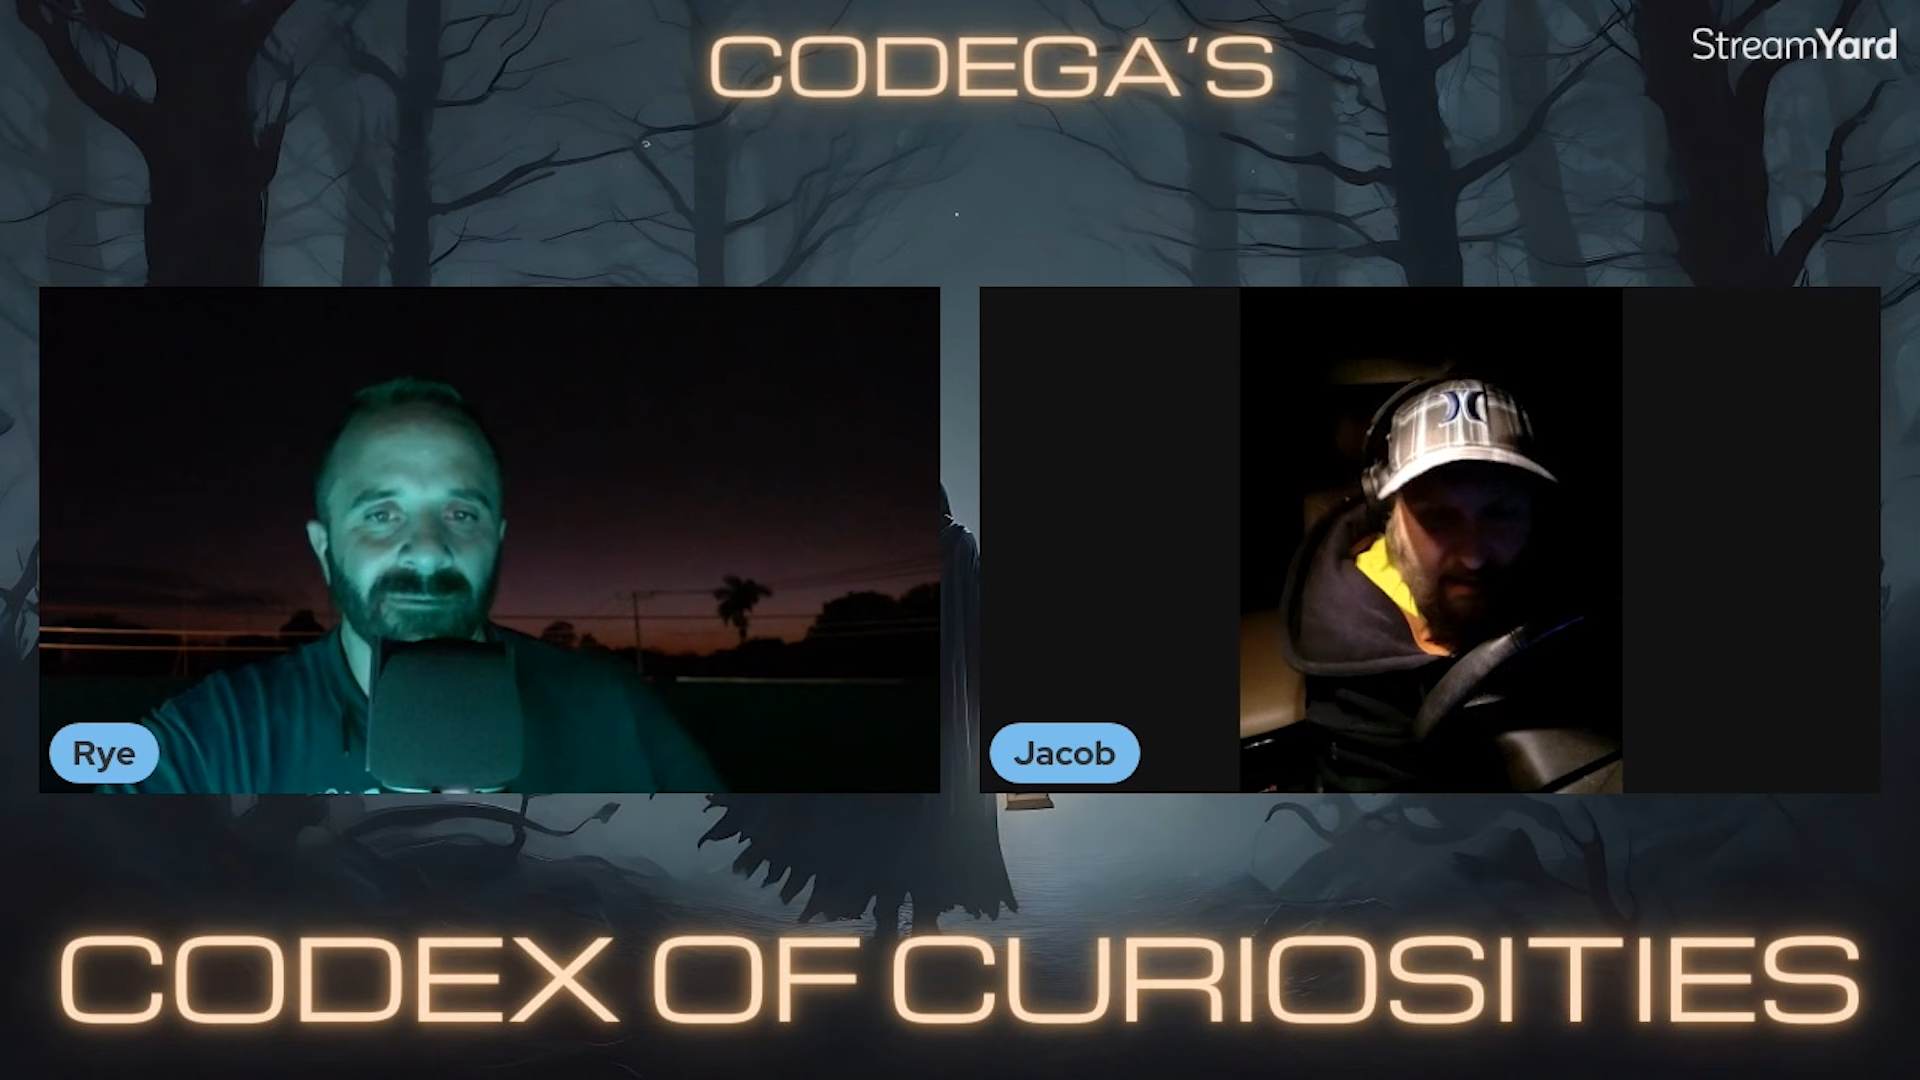 CODEGA'S
StreamYard
Rye
Jacob
CODEX OF CURIOSITIES